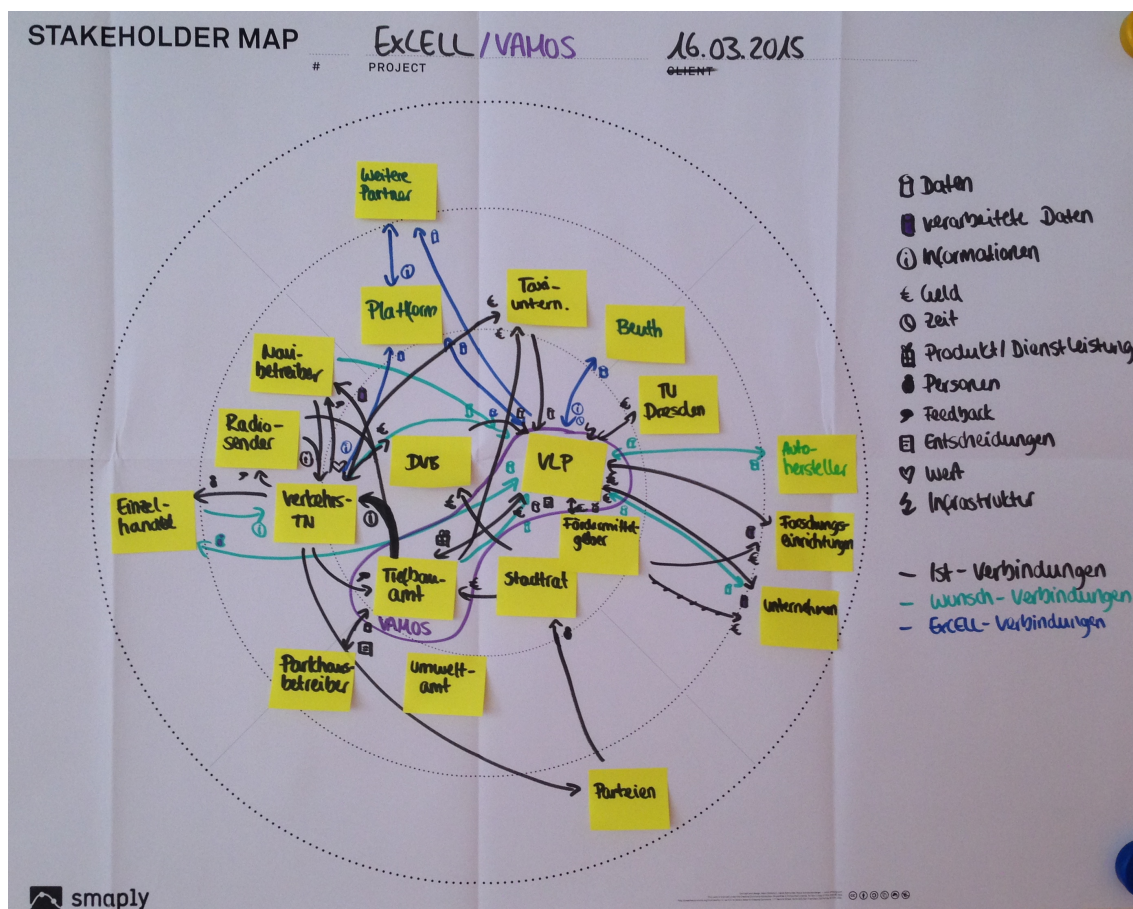 STAKEHOLDER MAP
ExCELL / VAMOS
16.03.2015
#
PROJECT
CLIENT
Weitere
Partner
Platform
Taxi-
untern.
Beuth
Navi-
betreiber
TU
Dresden
Radio-
sender
DVB
VLP
Auto-
hersteller
Einzel-
handel
Verkehrs-
TN
Fördermittel
geber
Forschungs-
einrichtungen
Tiefbau-
amt
Stadtrat
Unternehmen
VAMOS
Parkhaus-
betreiber
Umwelt-
amt
Parteien
Daten
verarbeitete Daten
Informationen
€ Geld
Zeit
Produkt/Dienstleistung
Personen
Feedback
Entscheidungen
Wert
Infrastruktur
– Ist-Verbindungen
– Wunsch-Verbindungen
– ExCELL-Verbindungen
smaply